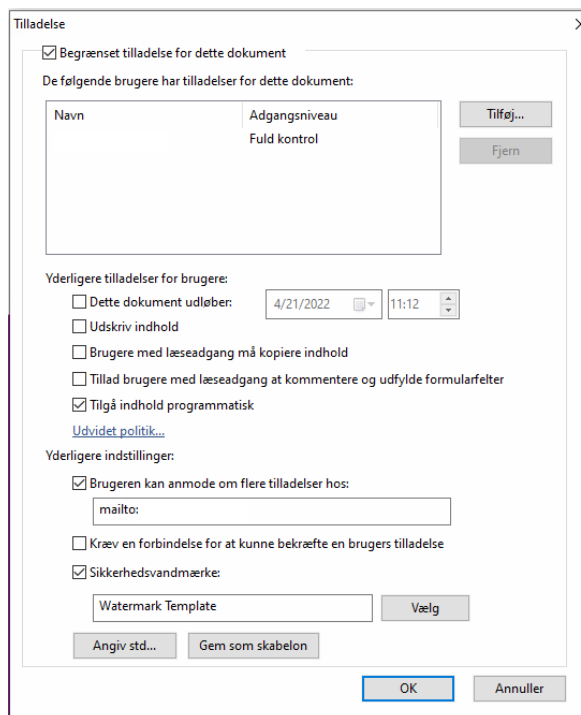 Tilladelse
Begrænset tilladelse for dette dokument
De følgende brugere har tilladelser for dette dokument:
Navn Adgangsniveau
Fuld kontrol
Tilføj...
Fjern
Yderligere tilladelser for brugere:
Dette dokument udløber: 4/21/2022 11:12
Udskriv indhold
Brugere med læseadgang må kopiere indhold
Tillad brugere med læseadgang at kommentere og udfylde formularfelter
Tilgå indhold programmatisk
Udvidet politik...
Yderligere indstillinger:
Brugeren kan anmode om flere tilladelser hos:
mailto:
Kræv en forbindelse for at kunne bekræfte en brugers tilladelse
Sikkerhedsvandmærke:
Watermark Template Vælg
Angiv std... Gem som skabelon
OK Annuller